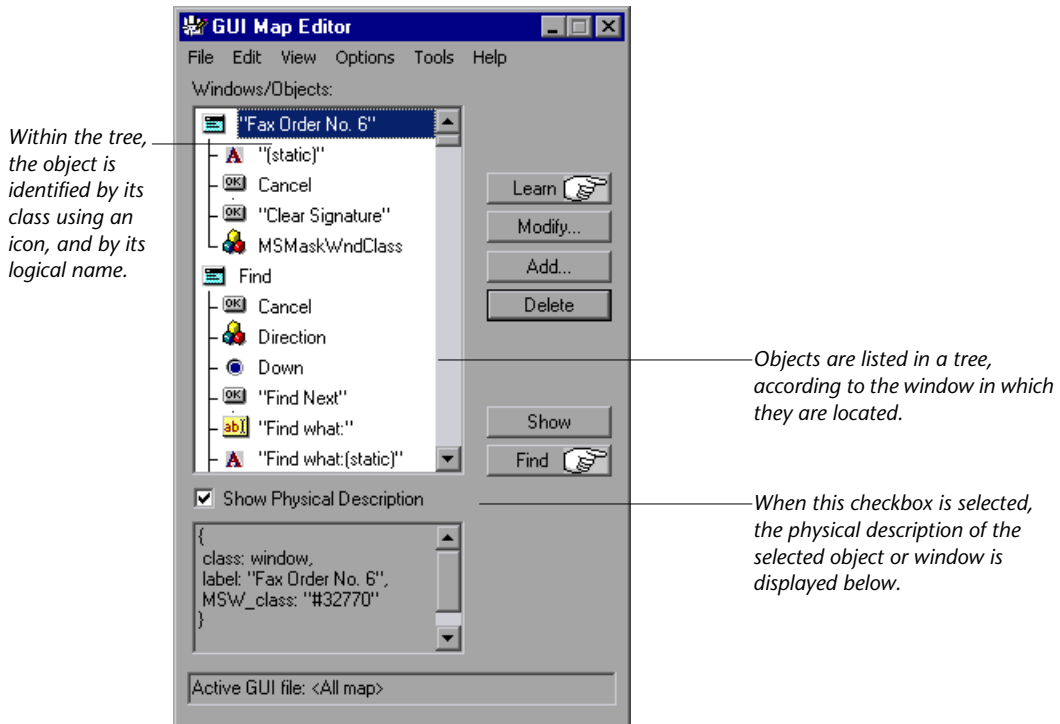 GUI Map Editor
File Edit View Options Tools Help
Windows/Objects:
"Fax Order No. 6"
"(static)"
OK Cancel
OK "Clear Signature"
MSMaskWndClass
Find
OK Cancel
Direction
Down
OK "Find Next"
ab "Find what:"
A "Find what:(static)"
Learn
Modify...
Add...
Delete
Show
Find
Show Physical Description
{
class: window,
label: "Fax Order No. 6",
MSW_class: "#32770"
}
Active GUI file: <All map>
Within the tree,
the object is
identified by its
class using an
icon, and by its
logical name.
Objects are listed in a tree,
according to the window in which
they are located.
When this checkbox is selected,
the physical description of the
selected object or window is
displayed below.